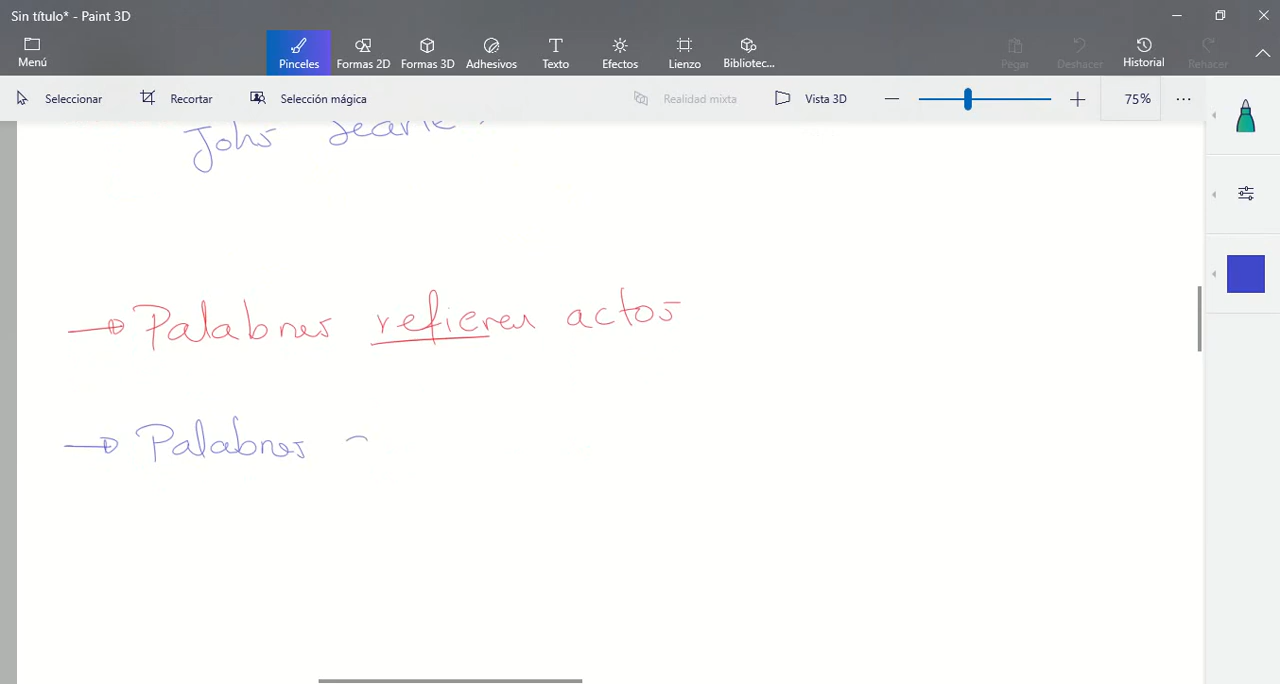 Sin título* - Paint 3D
Menú
Pinceles
Formas 2D
Formas 3D
Adhesivos
Texto
Efectos
Lienzo
Bibliotec...
Pegar
Deshacer
Historial
Rehacer
Seleccionar
Recortar
Selección mágica
Realidad mixta
Vista 3D
75%
John Searle
→ Palabras refieren actos
→ Palabras